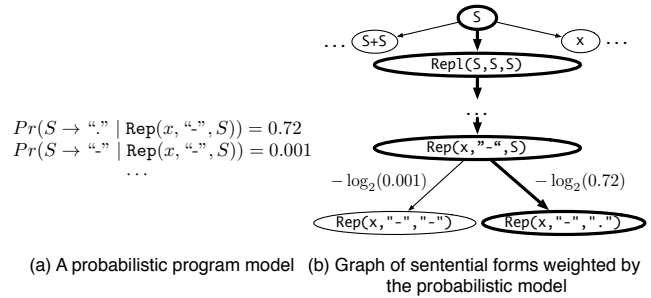 S
... S+S x ...
Repl(S,S,S)
...
Pr(S → “.” | Rep(x, “-”, S)) = 0.72
Pr(S → “-” | Rep(x, “-”, S)) = 0.001
...
Rep(x,”-“,S)
− log₂(0.001) − log₂(0.72)
Rep(x,"-","-") Rep(x,"-",".")
(a) A probabilistic program model (b) Graph of sentential forms weighted by
the probabilistic model